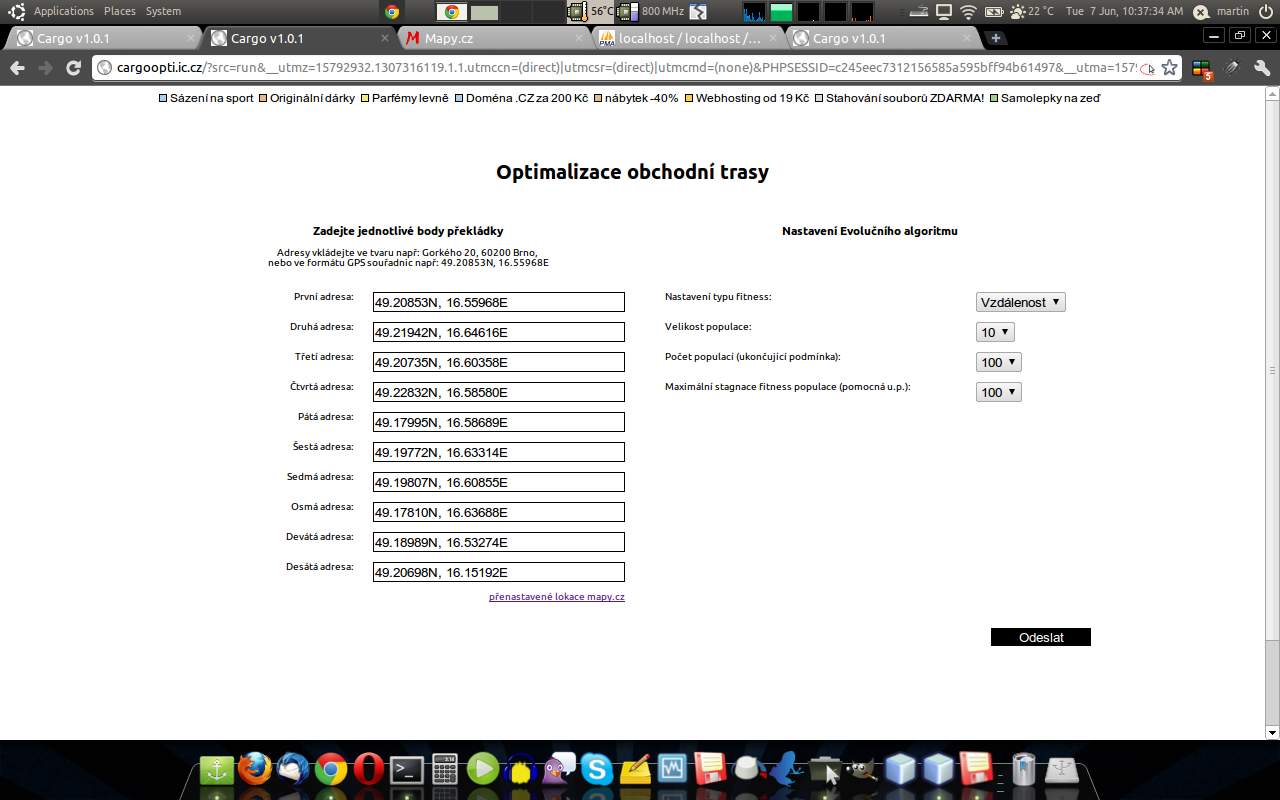 Applications Places System 56°C 800 MHz 22 °C Tue 7 Jun, 10:37:34 AM martin
Cargo v1.0.1 Cargo v1.0.1 Mapy.cz localhost / localhost /... Cargo v1.0.1
cargoopti.ic.cz/?src=run&__utmz=15792932.1307316119.1.1.utmccn=(direct)|utmcsr=(direct)|utmcmd=(none)&PHPSESSID=c245eec7312156585a595bff94b61497&__utma=1579
5
Sázení na sport Originální dárky Parfémy levně Doména .CZ za 200 Kč nábytek -40% Webhosting od 19 Kč Stahování souborů ZDARMA! Samolepky na zeď
Optimalizace obchodní trasy
Zadejte jednotlivé body překládky
Adresy vkládejte ve tvaru např: Gorkého 20, 60200 Brno,
nebo ve formátu GPS souřadnic např: 49.20853N, 16.55968E
První adresa: 49.20853N, 16.55968E
Druhá adresa: 49.21942N, 16.64616E
Třetí adresa: 49.20735N, 16.60358E
Čtvrtá adresa: 49.22832N, 16.58580E
Pátá adresa: 49.17995N, 16.58689E
Šestá adresa: 49.19772N, 16.63314E
Sedmá adresa: 49.19807N, 16.60855E
Osmá adresa: 49.17810N, 16.63688E
Devátá adresa: 49.18989N, 16.53274E
Desátá adresa: 49.20698N, 16.15192E
přenastavené lokace mapy.cz
Nastavení Evolučního algoritmu
Nastavení typu fitness: Vzdálenost
Velikost populace: 10
Počet populací (ukončující podmínka): 100
Maximální stagnace fitness populace (pomocná u.p.): 100
Odeslat